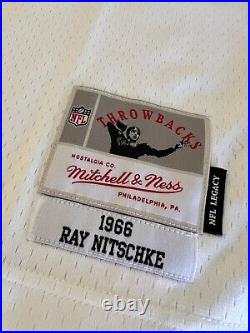 NFL
THROWBACKS
NOSTALGIA CO.
Mitchell & Ness
PHILADELPHIA, PA.
NFL LEGACY
1966
RAY NITSCHKE